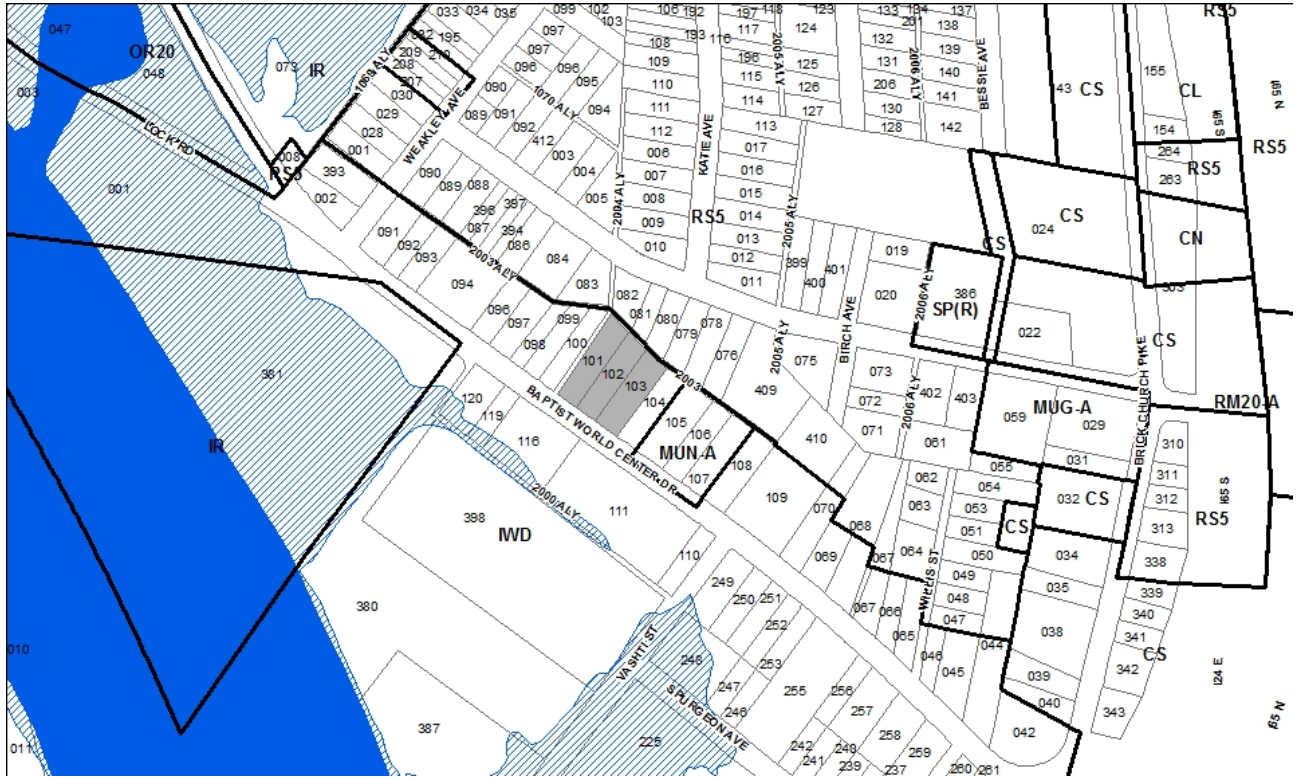 033 034 035 099 102 103 106 192 197 118 123 133 134 137 RS5
047 OR20 048 073 IR 032 195 209 210 208 207 030 097 097 096 096 095 094 090 089 091 092 412
108 193 116 117 124 132 201 138
109 196 125 131 139
110 115 126 206 140 43 CS 155 CL
111 114 127 130 141 154
112 113 128 142
003 001 LOCK RD 008 RS5 393 002
1069 ALY WEAKLEY AVE 1070 ALY 2004 ALY KATIE AVE 2005 ALY 2006 ALY BESSIE AVE I65 S I65 N
029 028 001 003 004 005
006 007 008 009 010 RS5
017 016 015 014 013 012 011 2005 ALY
264 RS5 263 RS5
CS 024 CS CN
303 CS
090 089 088 397 396 394 087 086 084 083 082 081 080 079 078 076
2003 ALY
091 092 093 094 096 097 098 099 100 101 102 103 104 105 106 107 108 109
399 400 401 019 020 2006 ALY 386 SP(R) 022
BIRCH AVE 2005 ALY 075 409 410 2003
073 072 071 2006 ALY 402 403 061
059 MUG-A 029 031
BRICK CHURCH PIKE RM20-A
310 311 312 313 338 RS5 I65 S
MUN-A
BAPTIST WORLD CENTER DR
381 IR
120 119 116 111 2000 ALY 110
398 IWD
055 054 053 051 050 049 048 047 CS
062 063 064 WILLIS ST
032 CS 034 035 038 039 040 042
070 069 068 067 067 066 065 046 045 044
339 340 341 342 343 CS I24 E
249 250 251 252 253 248 247 246
255 256 257 258 259 242 241 240 239 237 260 261
380 387 VASHTI ST SPURGEON AVE 225
010 011